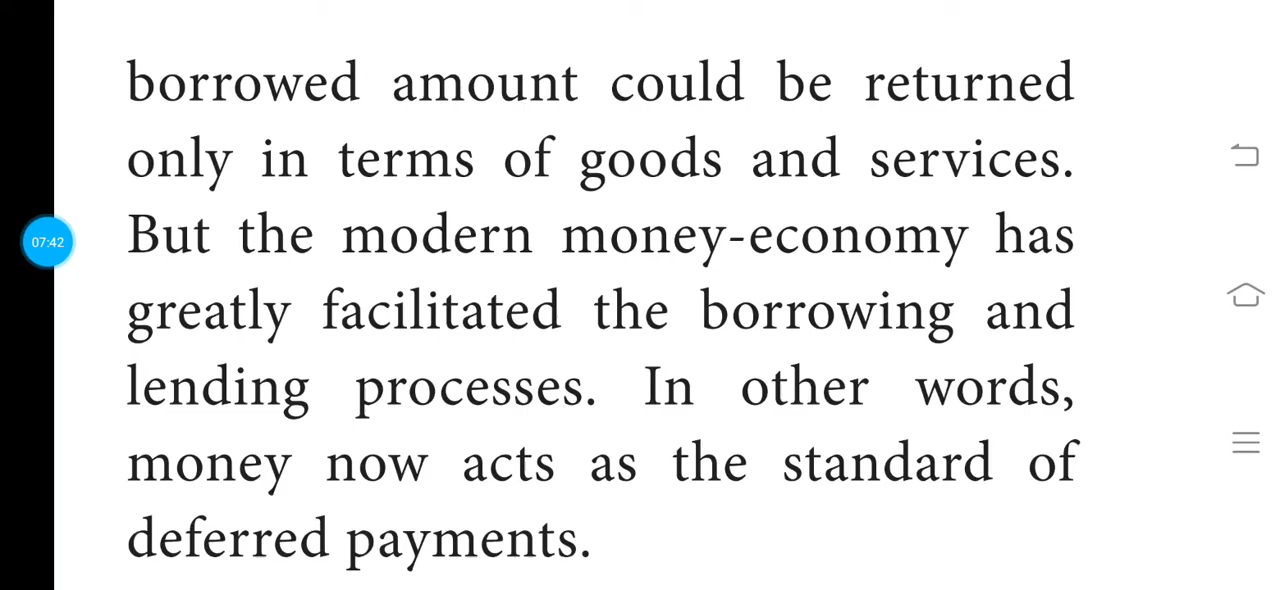 borrowed amount could be returned
only in terms of goods and services.
07:42
But the modern money-economy has
greatly facilitated the borrowing and
lending processes. In other words,
money now acts as the standard of
deferred payments.